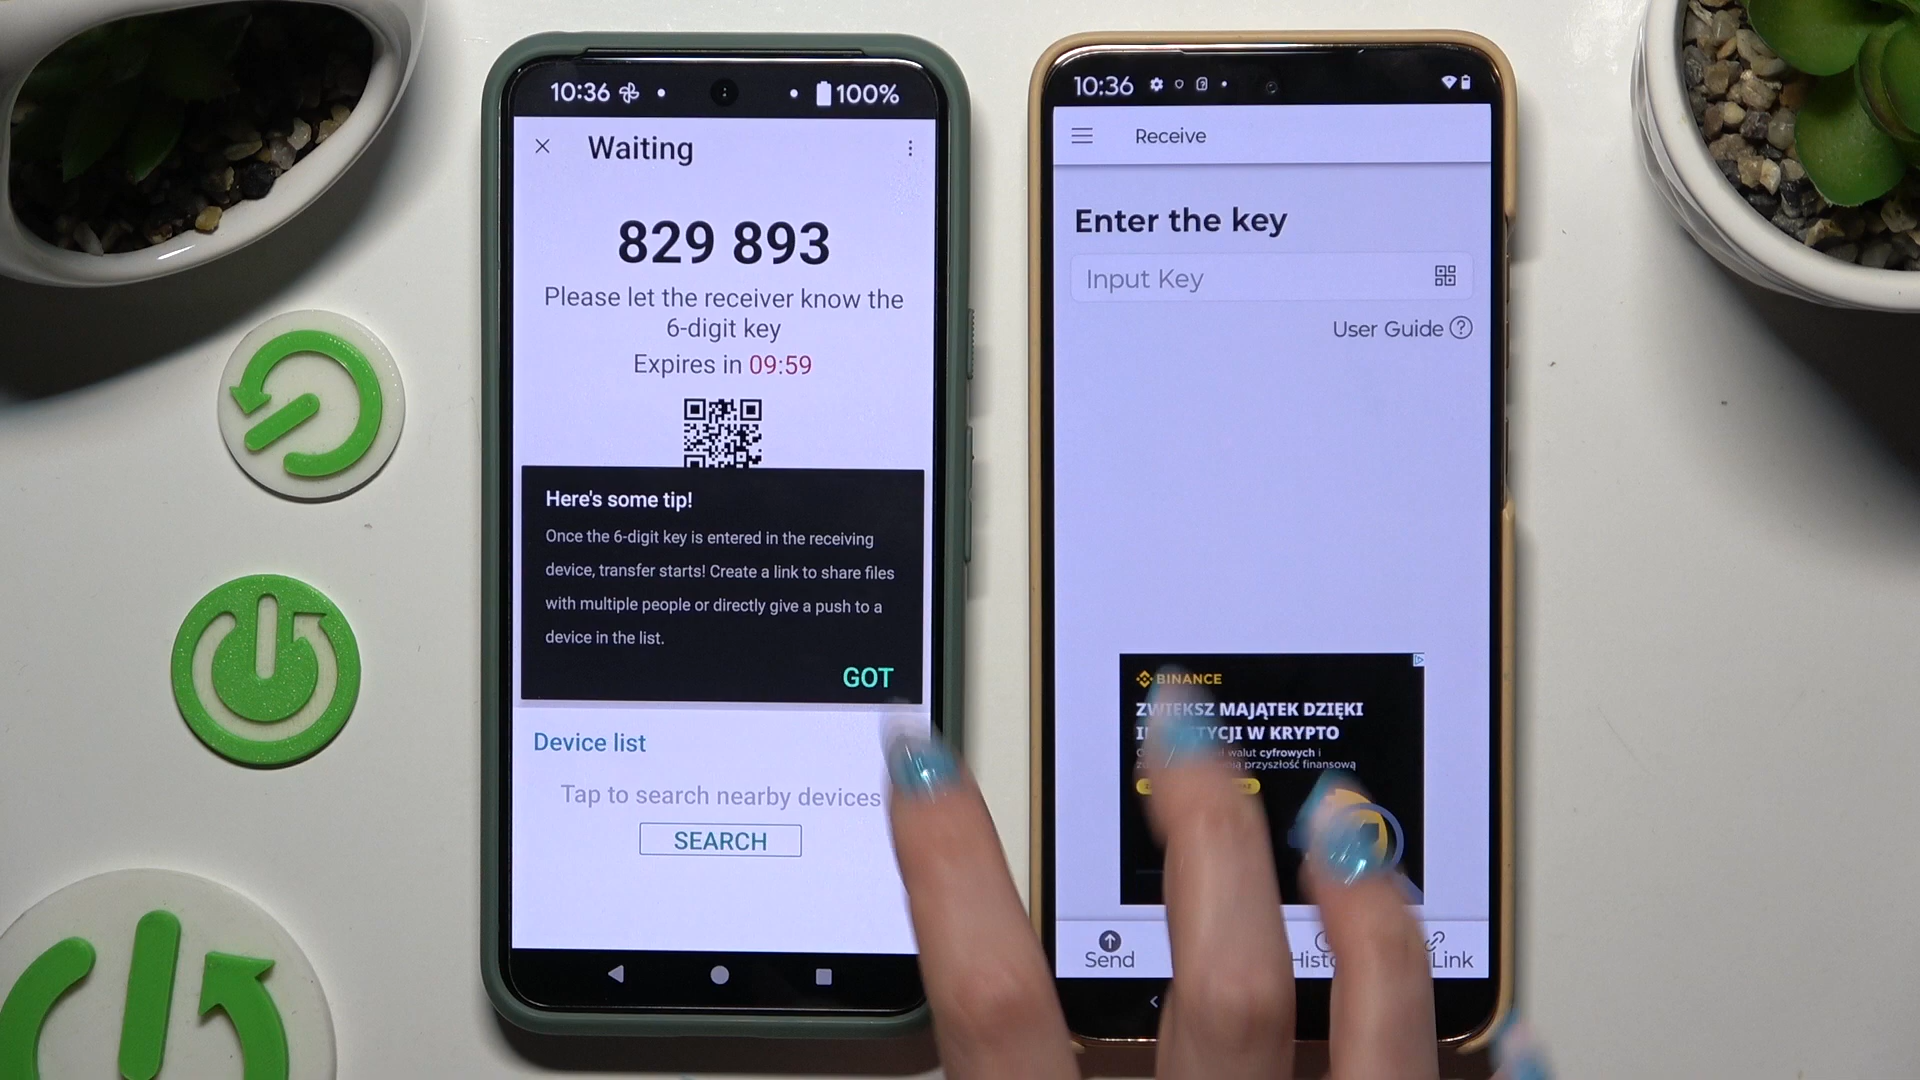 10:36
100%
Waiting
829 893
Please let the receiver know the
6-digit key
Expires in 09:59
Here's some tip!
Once the 6-digit key is entered in the receiving
device, transfer starts! Create a link to share files
with multiple people or directly give a push to a
device in the list.
GOT
Device list
Tap to search nearby devices
SEARCH
10:36
Receive
Enter the key
Input Key
User Guide ?
BINANCE
ZWIĘKSZ MAJĄTEK DZIĘKI
W KRYPTO
walut cyfrowych i
przyszłość finansową
Send
Link